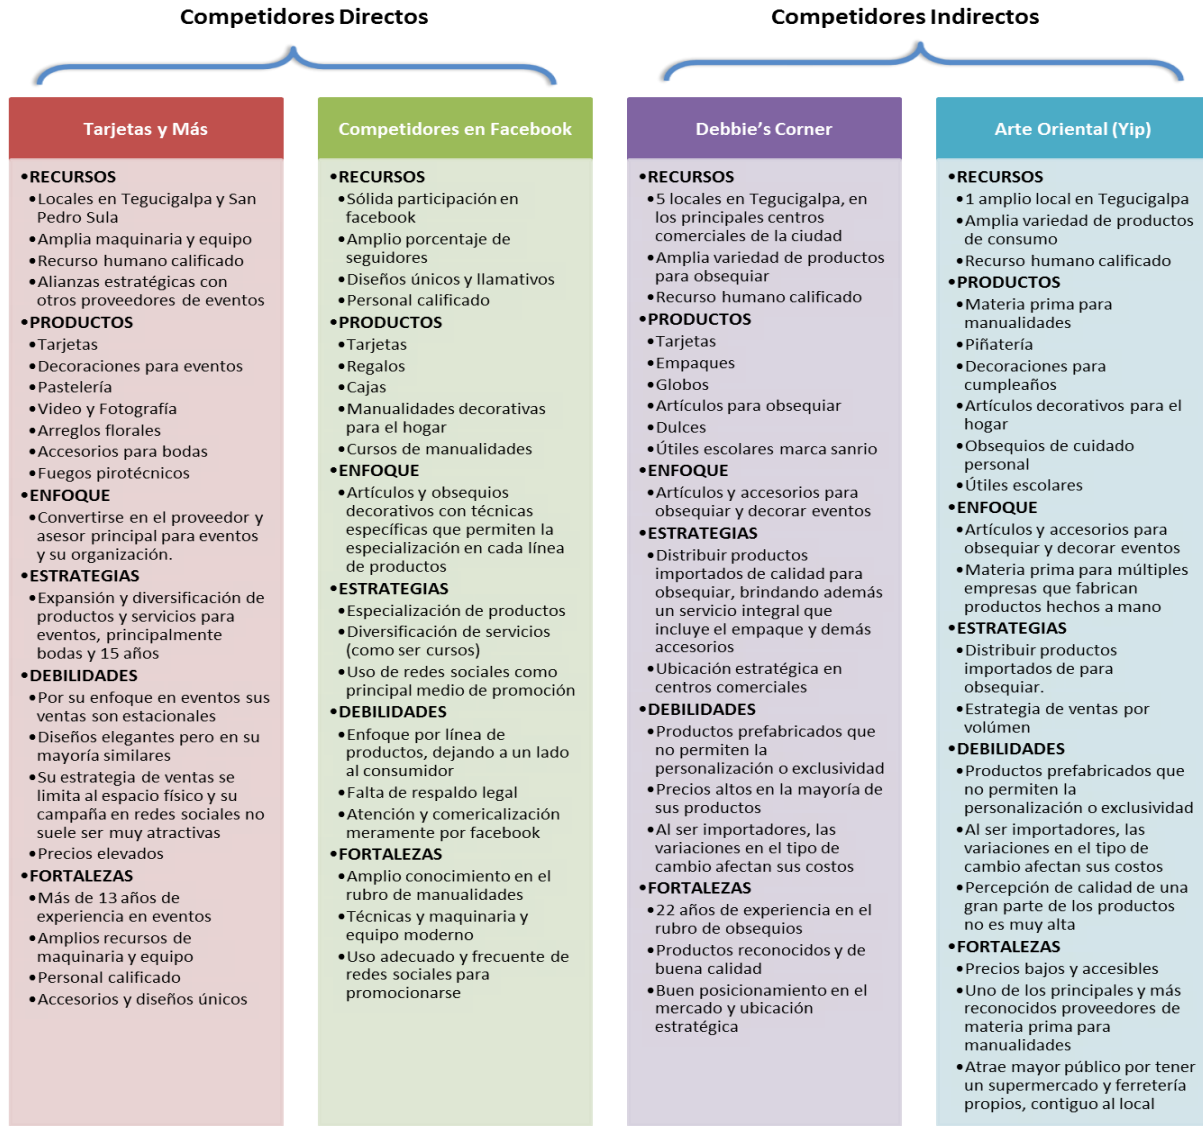 Competidores Directos
Competidores Indirectos
Tarjetas y Más
•RECURSOS
•Locales en Tegucigalpa y San
Pedro Sula
•Amplia maquinaria y equipo
•Recurso humano calificado
•Alianzas estratégicas con
otros proveedores de eventos
•PRODUCTOS
•Tarjetas
•Decoraciones para eventos
•Pastelería
•Video y Fotografía
•Arreglos florales
•Accesorios para bodas
•Fuegos pirotécnicos
•ENFOQUE
•Convertirse en el proveedor y
asesor principal para eventos
y su organización.
•ESTRATEGIAS
•Expansión y diversificación de
productos y servicios para
eventos, principalmente
bodas y 15 años
•DEBILIDADES
•Por su enfoque en eventos sus
ventas son estacionales
•Diseños elegantes pero en su
mayoría similares
•Su estrategia de ventas se
limita al espacio físico y su
campaña en redes sociales no
suele ser muy atractivas
•Precios elevados
•FORTALEZAS
•Más de 13 años de
experiencia en eventos
•Amplios recursos de
maquinaria y equipo
•Personal calificado
•Accesorios y diseños únicos
Competidores en Facebook
•RECURSOS
•Sólida participación en
facebook
•Amplio porcentaje de
seguidores
•Diseños únicos y llamativos
•Personal calificado
•PRODUCTOS
•Tarjetas
•Regalos
•Cajas
•Manualidades decorativas
para el hogar
•Cursos de manualidades
•ENFOQUE
•Artículos y obsequios
decorativos con técnicas
específicas que permiten la
especialización en cada línea
de productos
•ESTRATEGIAS
•Especialización de productos
•Diversificación de servicios
(como ser cursos)
•Uso de redes sociales como
principal medio de promoción
•DEBILIDADES
•Enfoque por línea de
productos, dejando a un lado
al consumidor
•Falta de respaldo legal
•Atención y comericalización
meramente por facebook
•FORTALEZAS
•Amplio conocimiento en el
rubro de manualidades
•Técnicas y maquinaria y
equipo moderno
•Uso adecuado y frecuente de
redes sociales para
promocionarse
Debbie’s Corner
•RECURSOS
•5 locales en Tegucigalpa, en
los principales centros
comerciales de la ciudad
•Amplia variedad de productos
para obsequiar
•Recurso humano calificado
•PRODUCTOS
•Tarjetas
•Empaques
•Globos
•Artículos para obsequiar
•Dulces
•Útiles escolares marca sanrio
•ENFOQUE
•Artículos y accesorios para
obsequiar y decorar eventos
•ESTRATEGIAS
•Distribuir productos
importados de calidad para
obsequiar, brindando además
un servicio integral que
incluye el empaque y demás
accesorios
•Ubicación estratégica en
centros comerciales
•DEBILIDADES
•Productos prefabricados que
no permiten la
personalización o exclusividad
•Precios altos en la mayoría de
sus productos
•Al ser importadores, las
variaciones en el tipo de
cambio afectan sus costos
•FORTALEZAS
•22 años de experiencia en el
rubro de obsequios
•Productos reconocidos y de
buena calidad
•Buen posicionamiento en el
mercado y ubicación
estratégica
Arte Oriental (Yip)
•RECURSOS
•1 amplio local en Tegucigalpa
•Amplia variedad de productos
de consumo
•Recurso humano calificado
•PRODUCTOS
•Materia prima para
manualidades
•Piñatería
•Decoraciones para
cumpleaños
•Artículos decorativos para el
hogar
•Obsequios de cuidado
personal
•Útiles escolares
•ENFOQUE
•Artículos y accesorios para
obsequiar y decorar eventos
•Materia prima para múltiples
empresas que fabrican
productos hechos a mano
•ESTRATEGIAS
•Distribuir productos
importados de para
obsequiar.
•Estrategia de ventas por
volúmen
•DEBILIDADES
•Productos prefabricados que
no permiten la
personalización o exclusividad
•Al ser importadores, las
variaciones en el tipo de
cambio afectan sus costos
•Percepción de calidad de una
gran parte de los productos
no es muy alta
•FORTALEZAS
•Precios bajos y accesibles
•Uno de los principales y más
reconocidos proveedores de
materia prima para
manualidades
•Atrae mayor público por tener
un supermercado y ferretería
propios, contiguo al local